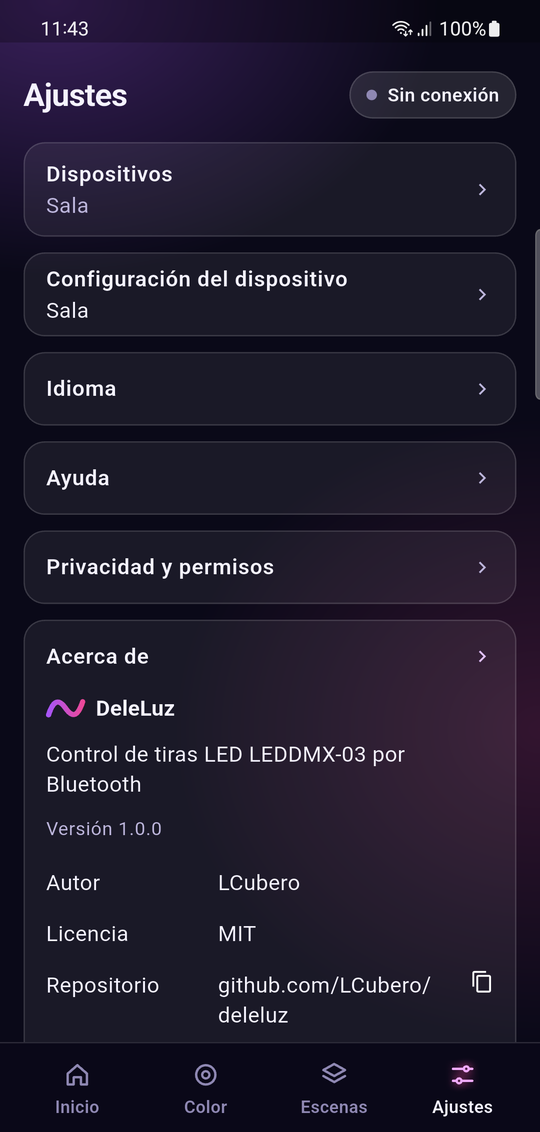 11:43
100%
Ajustes
Sin conexión
Dispositivos
Sala
Configuración del dispositivo
Sala
Idioma
Ayuda
Privacidad y permisos
Acerca de
DeleLuz
Control de tiras LED LEDDMX-03 por
Bluetooth
Versión 1.0.0
Autor
LCubero
Licencia
MIT
Repositorio
github.com/LCubero/
deleluz
Inicio
Color
Escenas
Ajustes